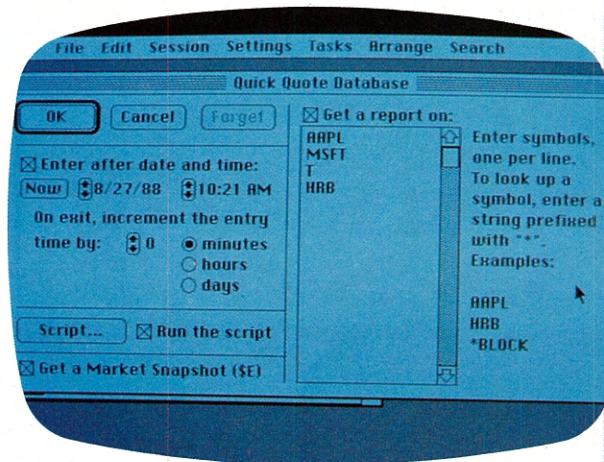 File Edit Session Settings Tasks Arrange Search
Quick Quote Database
OK Cancel Forget
Enter after date and time:
Now 8/27/88 10:21 AM
On exit, increment the entry
time by: 0 minutes
hours
days
Script... Run the script
Get a Market Snapshot ($E)
Get a report on:
AAPL
MSFT
T
HRB
Enter symbols,
one per line.
To look up a
symbol, enter a
string prefixed
with "*".
Examples:
AAPL
HRB
*BLOCK